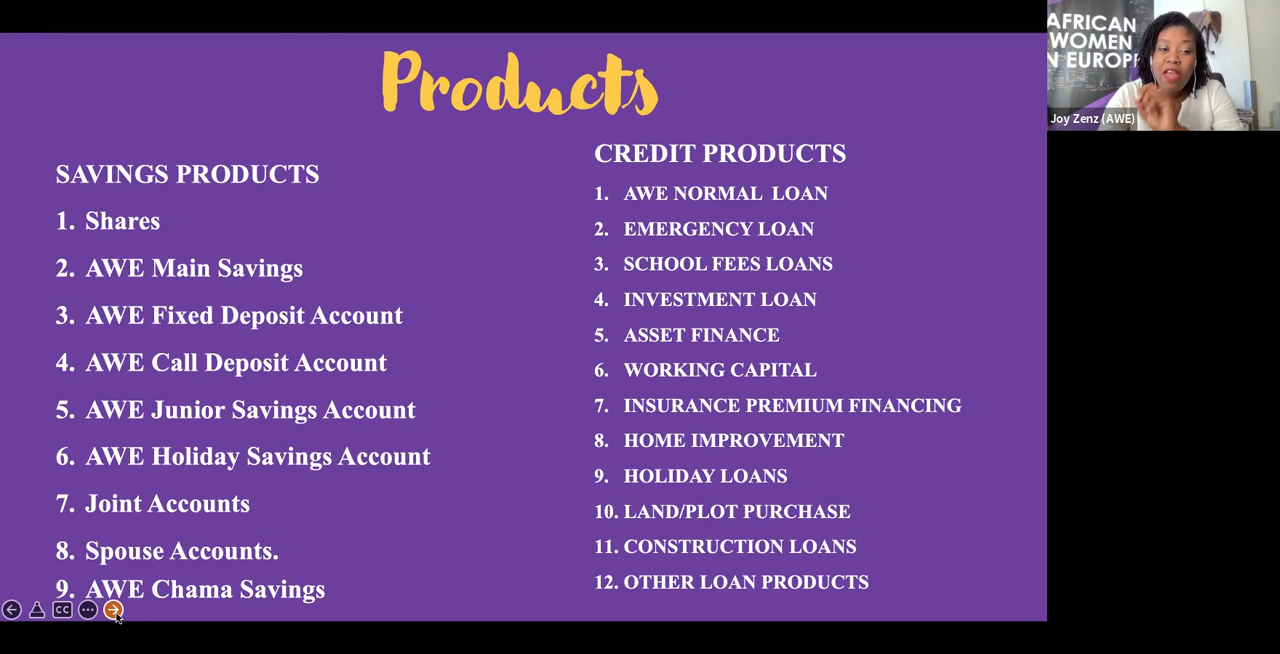 Products
SAVINGS PRODUCTS
1. Shares
2. AWE Main Savings
3. AWE Fixed Deposit Account
4. AWE Call Deposit Account
5. AWE Junior Savings Account
6. AWE Holiday Savings Account
7. Joint Accounts
8. Spouse Accounts.
9. AWE Chama Savings
CREDIT PRODUCTS
1. AWE NORMAL LOAN
2. EMERGENCY LOAN
3. SCHOOL FEES LOANS
4. INVESTMENT LOAN
5. ASSET FINANCE
6. WORKING CAPITAL
7. INSURANCE PREMIUM FINANCING
8. HOME IMPROVEMENT
9. HOLIDAY LOANS
10. LAND/PLOT PURCHASE
11. CONSTRUCTION LOANS
12. OTHER LOAN PRODUCTS
CC
AFRICAN
WOMEN
N EUROP
Joy Zenz (AWE)